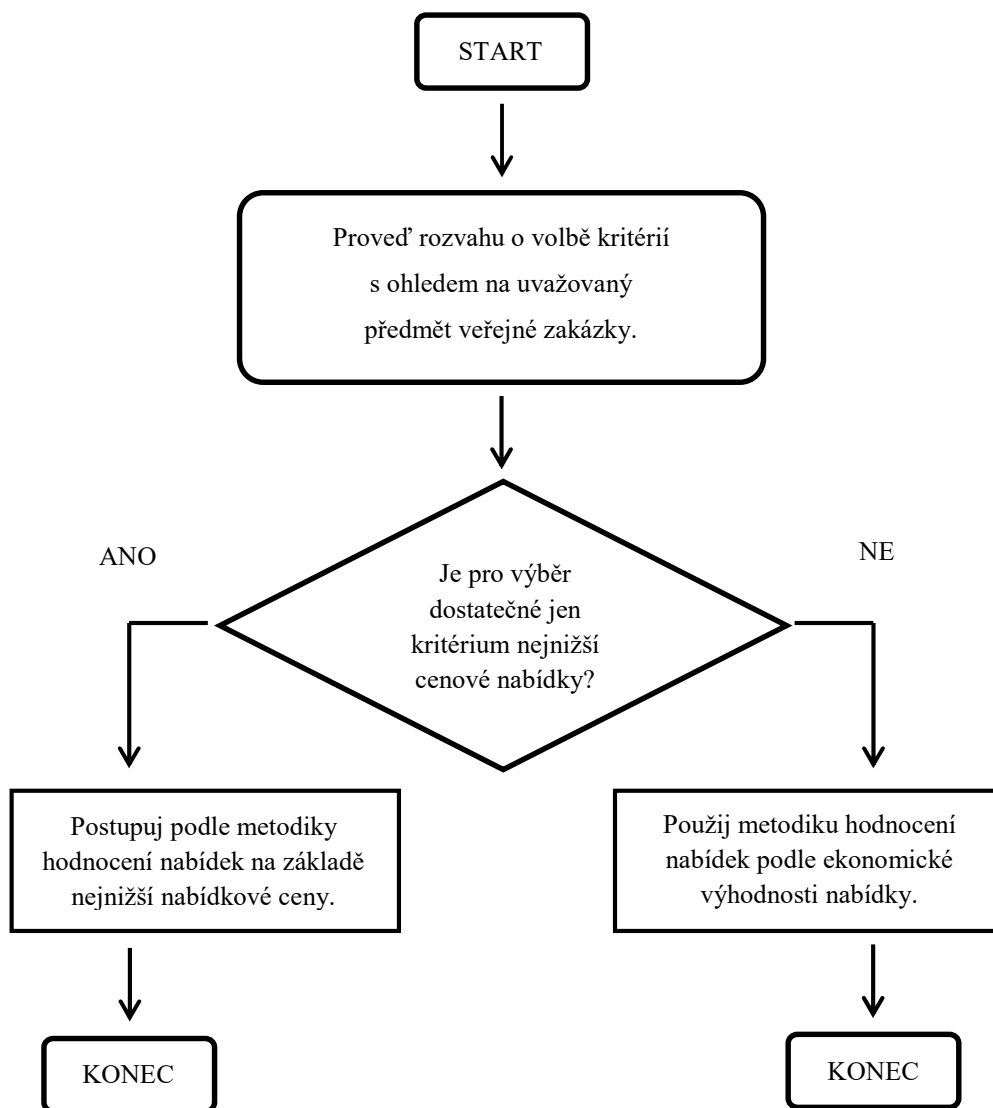 START
Proveď rozvahu o volbě kritérií
s ohledem na uvažovaný
předmět veřejné zakázky.
ANO
NE
Je pro výběr
dostatečné jen
kritérium nejnižší
cenové nabídky?
Postupuj podle metodiky
hodnocení nabídek na základě
nejnižší nabídkové ceny.
Použij metodiku hodnocení
nabídek podle ekonomické
výhodnosti nabídky.
KONEC
KONEC